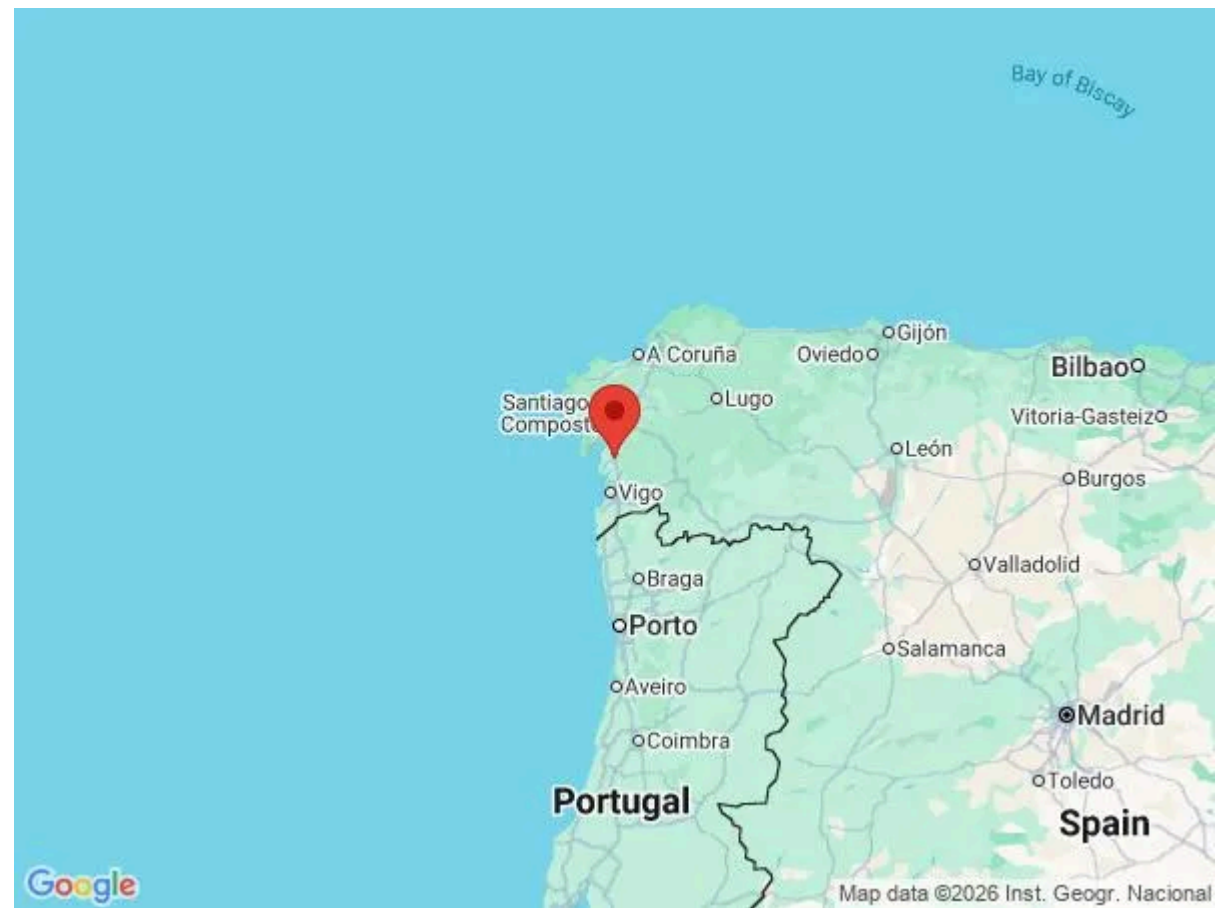 Bay of Biscay
Gijón
A Coruña
Oviedo
Bilbao
Santiago
Compost
Lugo
Vitoria-Gasteiz
León
Burgos
Vigo
Valladolid
Braga
Porto
Salamanca
Aveiro
Madrid
Coimbra
Toledo
Portugal
Spain
Google
Map data ©2026 Inst. Geogr. Nacional